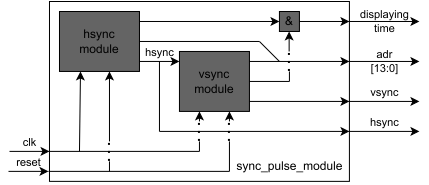 hsync
module
&
displaying
time
hsync
vsync
module
adr
[13:0]
vsync
clk
hsync
reset
sync_pulse_module